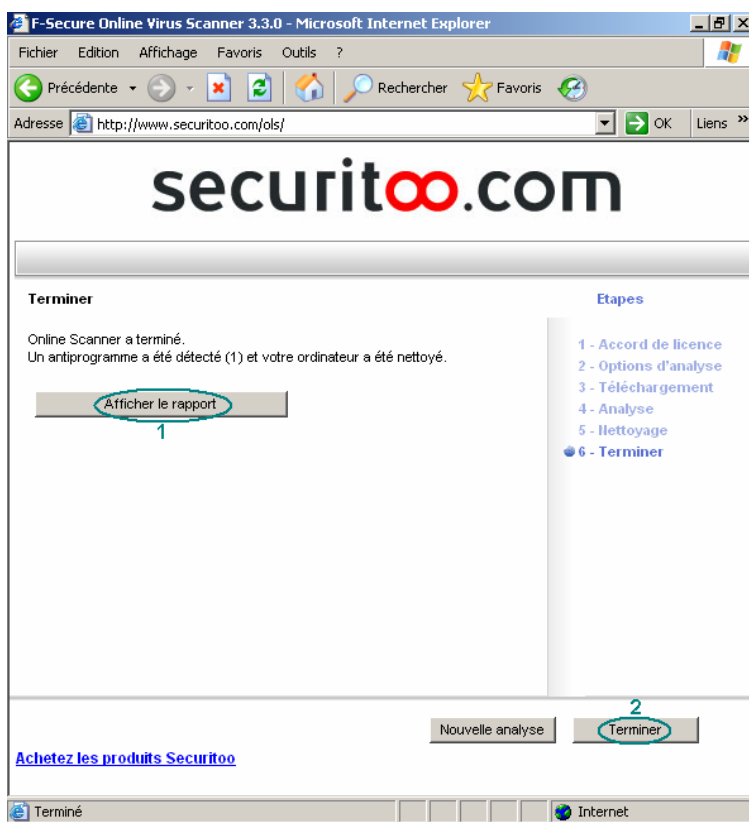 F-Secure Online Virus Scanner 3.3.0 - Microsoft Internet Explorer
Fichier Edition Affichage Favoris Outils ?
Précédente Rechercher Favoris
Adresse http://www.securitoo.com/ols/ OK Liens »
securitoo.com
Terminer
Etapes
Online Scanner a terminé.
Un antiprogramme a été détecté (1) et votre ordinateur a été nettoyé.
Afficher le rapport
1
1 - Accord de licence
2 - Options d'analyse
3 - Téléchargement
4 - Analyse
5 - Nettoyage
6 - Terminer
2
Nouvelle analyse Terminer
Achetez les produits Securitoo
Terminé Internet